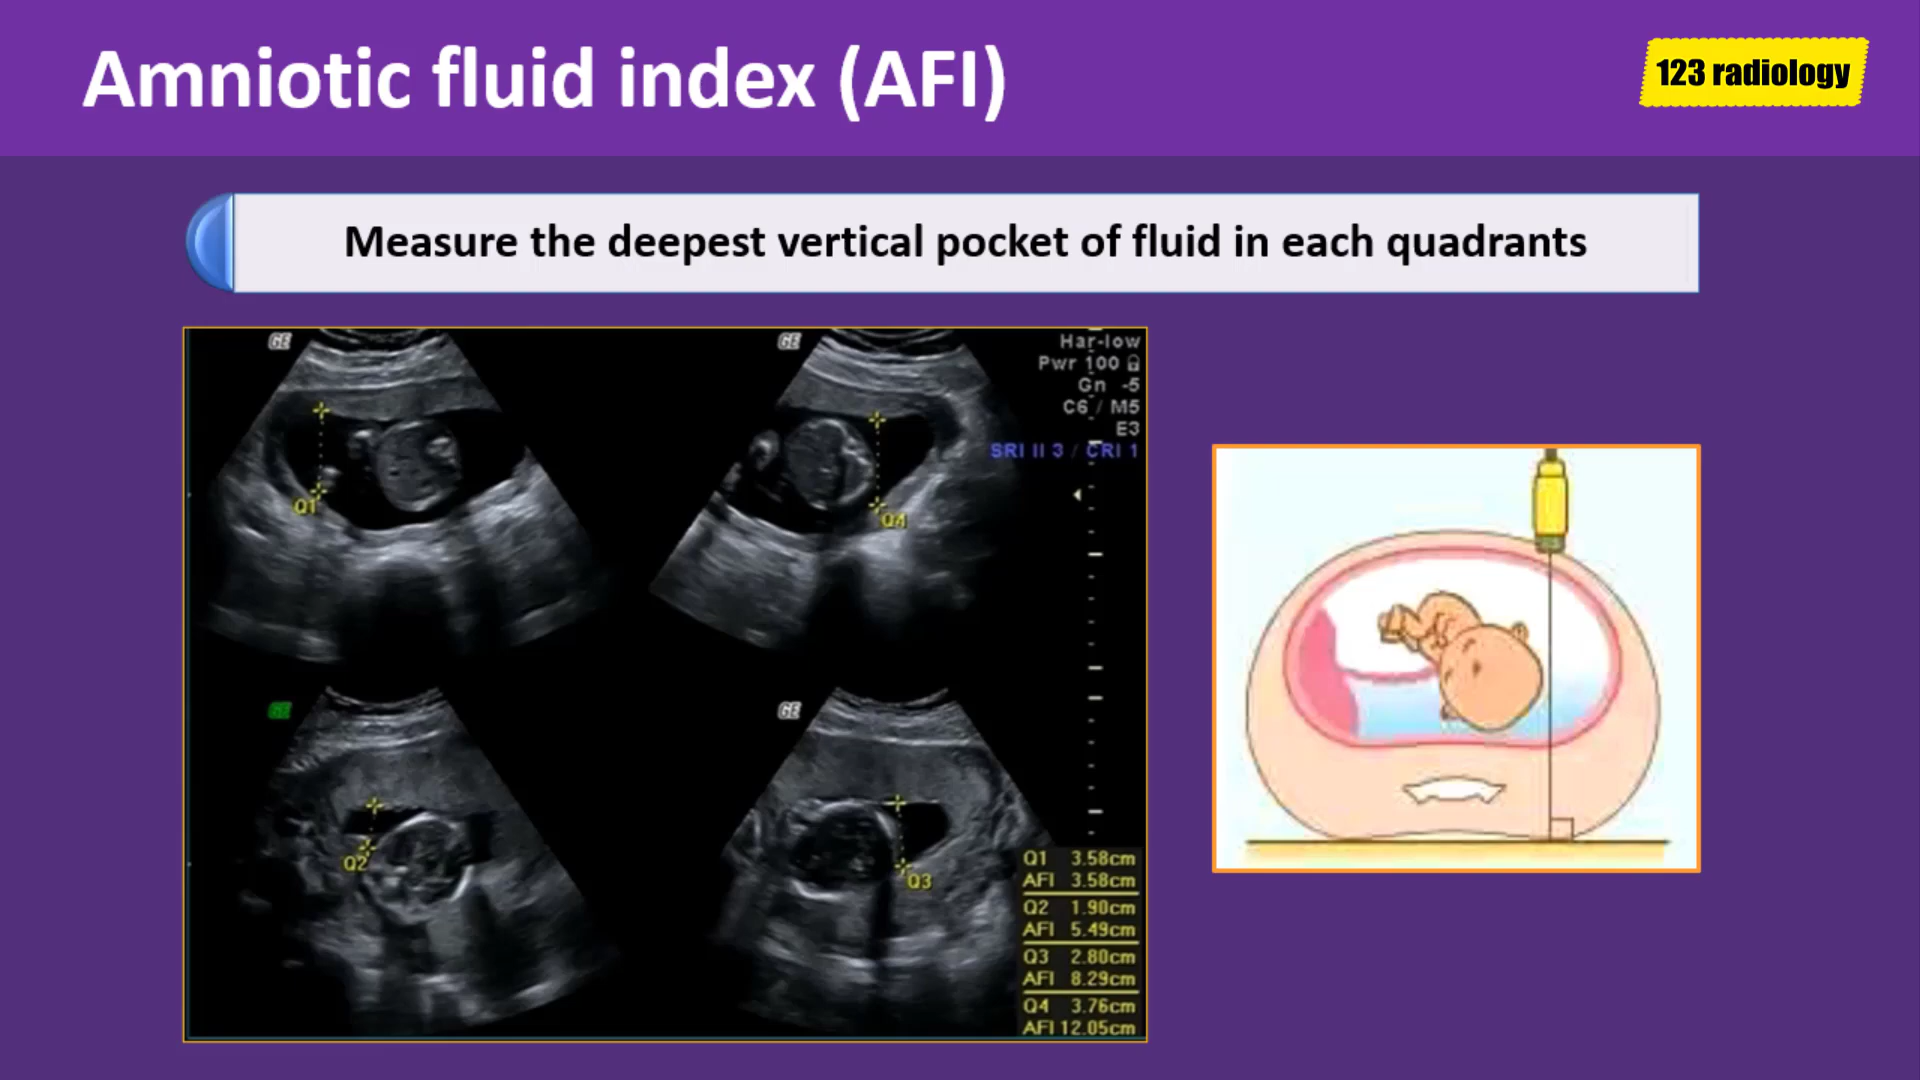 Amniotic fluid index (AFI)
123 radiology
Measure the deepest vertical pocket of fluid in each quadrants
GE
GE
Har-low
Pwr 100
Gn -5
C6 / M5
E3
SRI II 3 / CRI 1
Q1
Q4
GE
GE
Q2
Q3
Q1 3.58cm
AFI 3.58cm
Q2 1.90cm
AFI 5.49cm
Q3 2.80cm
AFI 8.29cm
Q4 3.76cm
AFI 12.05cm